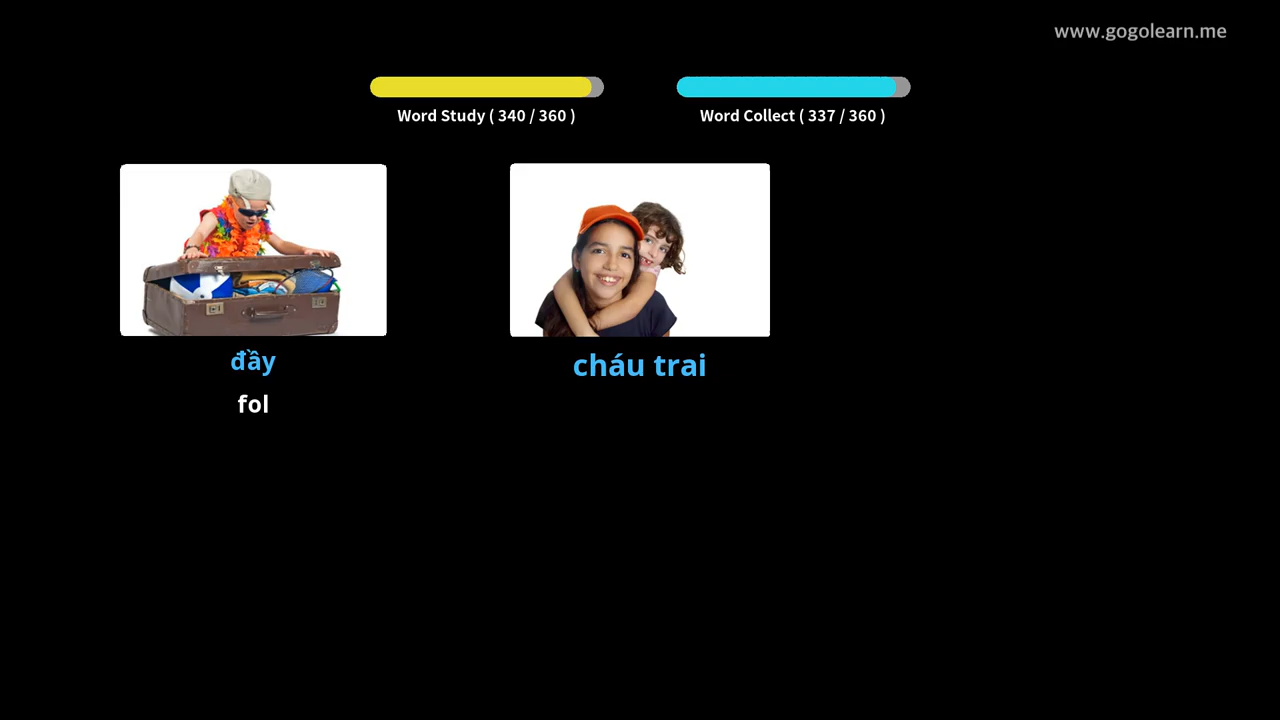 www.gogolearn.me
Word Study ( 340 / 360 )
Word Collect ( 337 / 360 )
đầy
fol
cháu trai